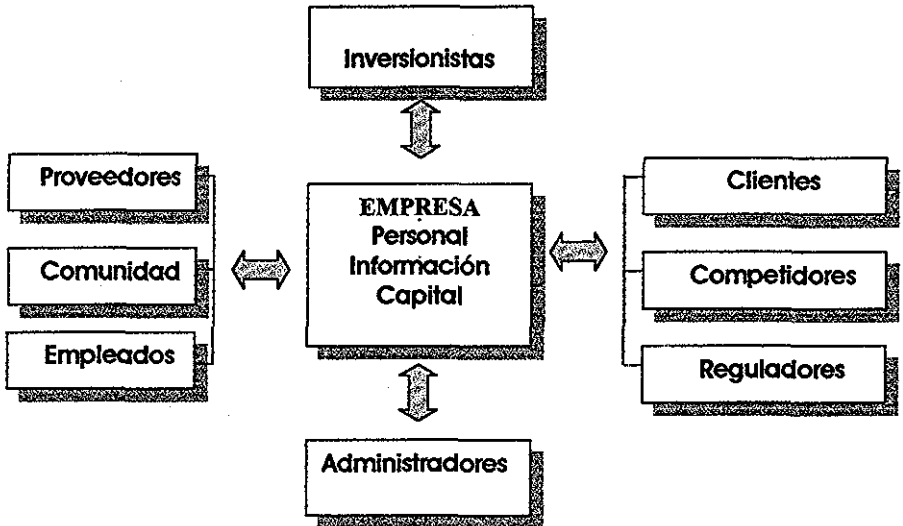 Inversionistas
Proveedores
Comunidad
Empleados
EMPRESA
Personal
Información
Capital
Clientes
Competidores
Reguladores
Administradores